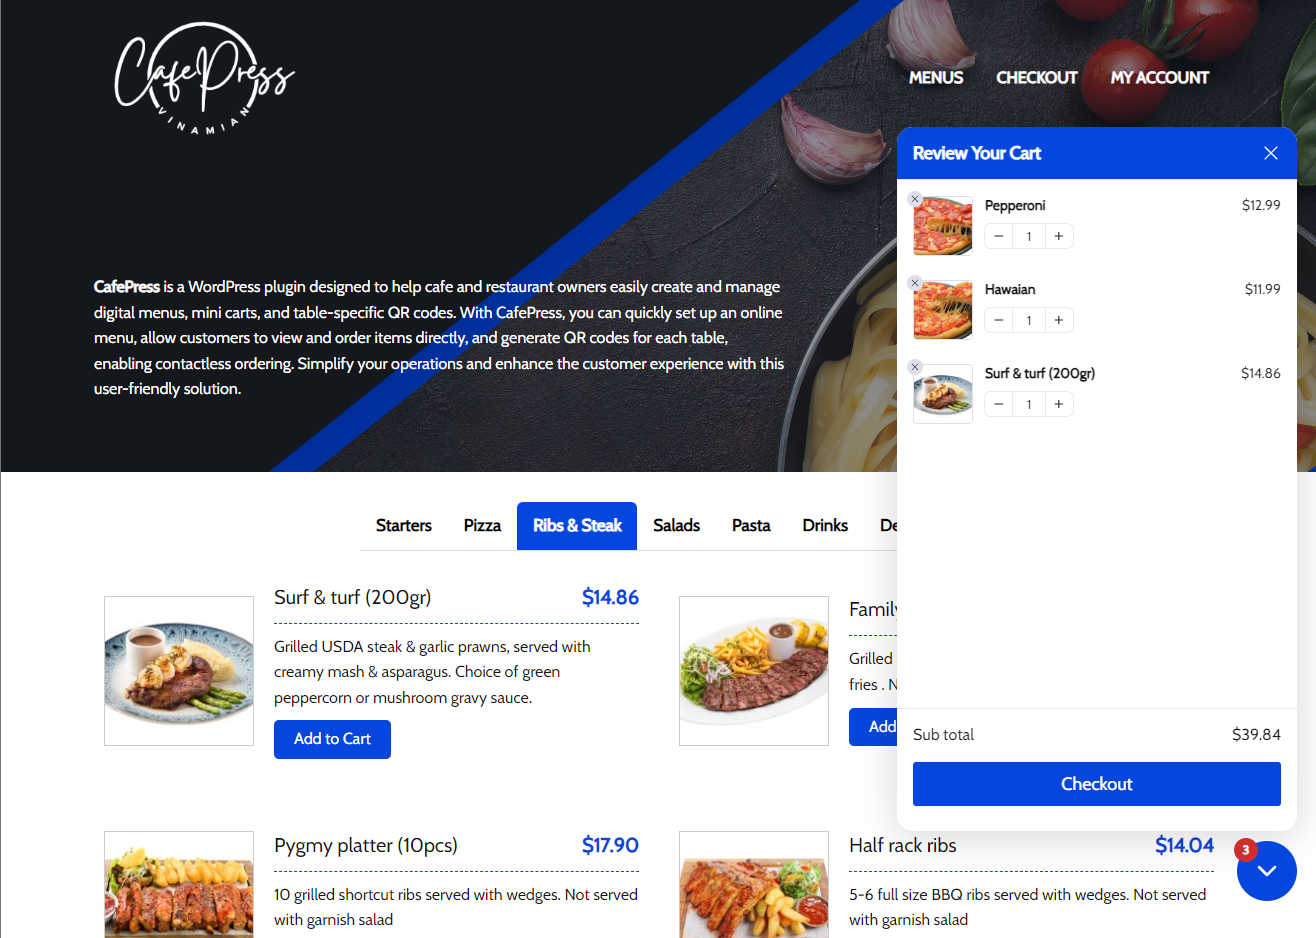 CafePress
VINAMIAN
MENUS CHECKOUT MY ACCOUNT
CafePress is a WordPress plugin designed to help cafe and restaurant owners easily create and manage
digital menus, mini carts, and table-specific QR codes. With CafePress, you can quickly set up an online
menu, allow customers to view and order items directly, and generate QR codes for each table,
enabling contactless ordering. Simplify your operations and enhance the customer experience with this
user-friendly solution.
Review Your Cart
Pepperoni $12.99
1
Hawaian $11.99
1
Surf & turf (200gr) $14.86
1
Sub total $39.84
Checkout
Starters Pizza Ribs & Steak Salads Pasta Drinks De
Surf & turf (200gr) $14.86
Grilled USDA steak & garlic prawns, served with
creamy mash & asparagus. Choice of green
peppercorn or mushroom gravy sauce.
Add to Cart
Family
Grilled
fries . N
Add
Pygmy platter (10pcs) $17.90
10 grilled shortcut ribs served with wedges. Not served
with garnish salad
Half rack ribs $14.04
5-6 full size BBQ ribs served with wedges. Not served
with garnish salad
3